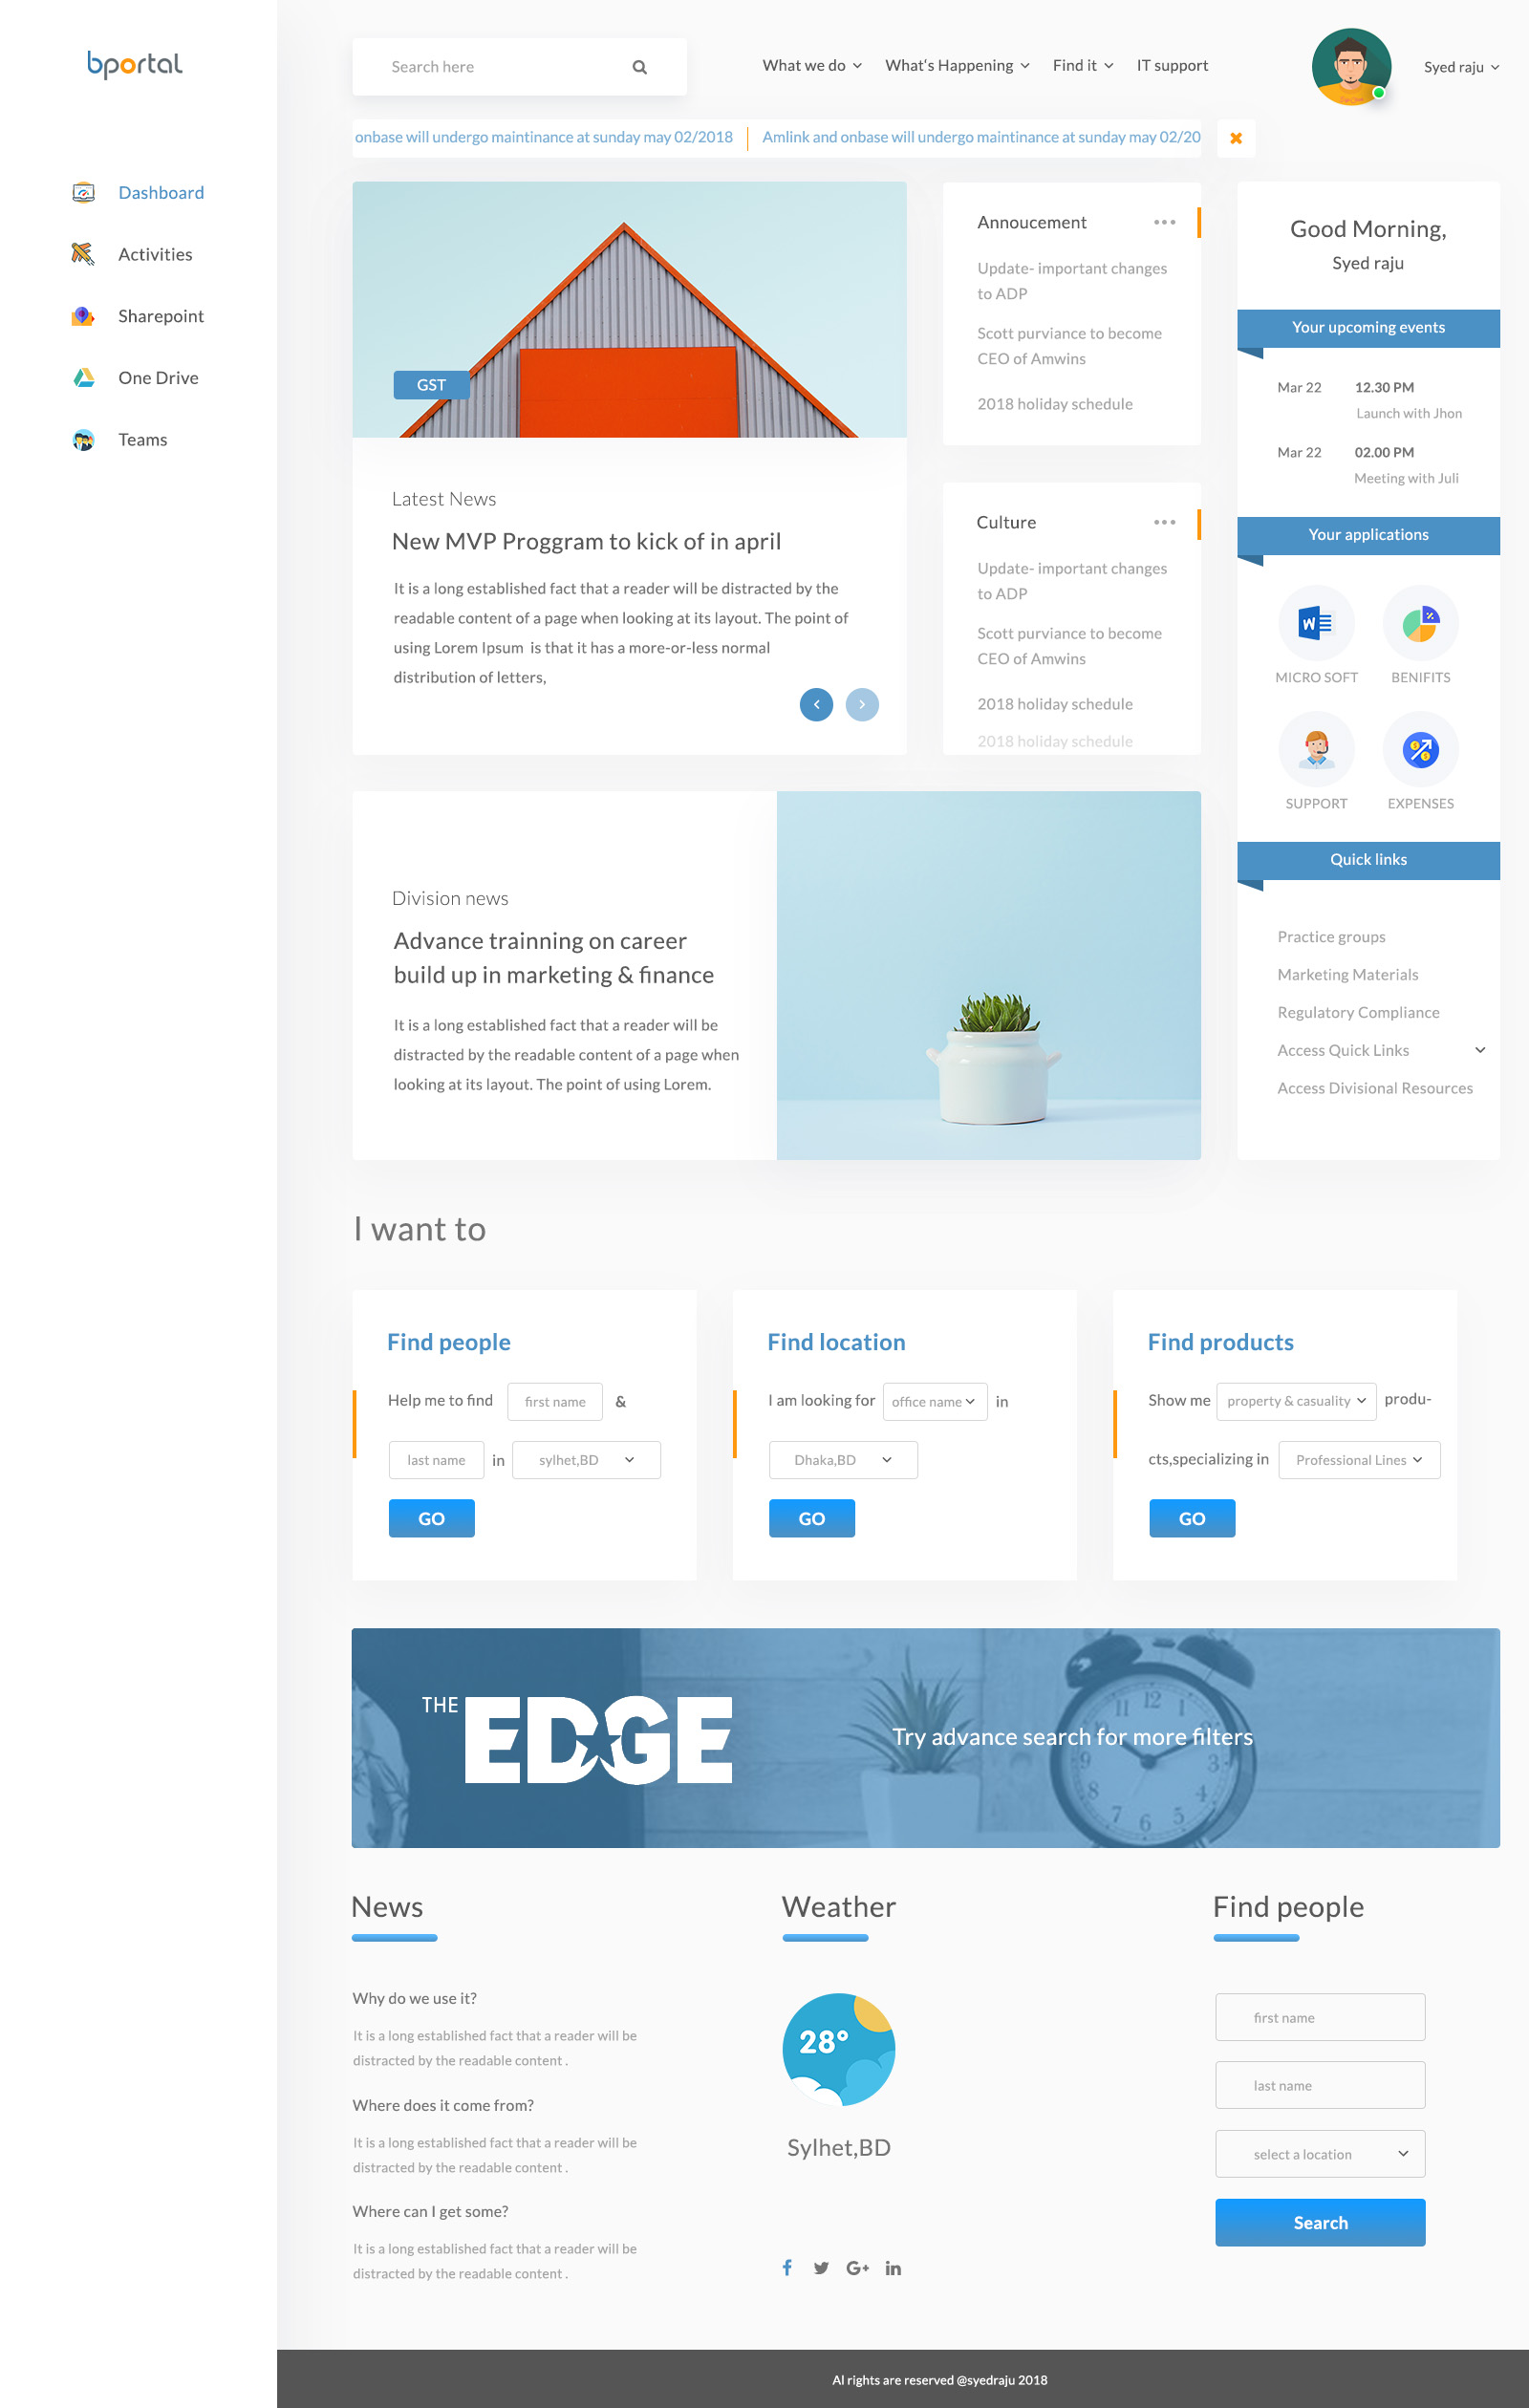 bportal
Search here
What we do
What's Happening
Find it
IT support
Syed raju
onbase will undergo maintinance at sunday may 02/2018
Amlink and onbase will undergo maintinance at sunday may 02/20
Dashboard
Activities
Sharepoint
One Drive
Teams
GST
Latest News
New MVP Proggram to kick of in april
It is a long established fact that a reader will be distracted by the
readable content of a page when looking at its layout. The point of
using Lorem Ipsum is that it has a more-or-less normal
distribution of letters,
Annoucement
Update- important changes
to ADP
Scott purviance to become
CEO of Amwins
2018 holiday schedule
Culture
Update- important changes
to ADP
Scott purviance to become
CEO of Amwins
2018 holiday schedule
2018 holiday schedule
Good Morning,
Syed raju
Your upcoming events
Mar 22 12.30 PM
Launch with Jhon
Mar 22 02.00 PM
Meeting with Juli
Your applications
MICRO SOFT
BENIFITS
SUPPORT
EXPENSES
Quick links
Practice groups
Marketing Materials
Regulatory Compliance
Access Quick Links
Access Divisional Resources
Division news
Advance trainning on career
build up in marketing & finance
It is a long established fact that a reader will be
distracted by the readable content of a page when
looking at its layout. The point of using Lorem.
I want to
Find people
Help me to find first name &
last name in sylhet,BD
GO
Find location
I am looking for office name in
Dhaka,BD
GO
Find products
Show me property & casuality produ-
cts,specializing in Professional Lines
GO
THE EDGE
Try advance search for more filters
News
Why do we use it?
It is a long established fact that a reader will be
distracted by the readable content .
Where does it come from?
It is a long established fact that a reader will be
distracted by the readable content .
Where can I get some?
It is a long established fact that a reader will be
distracted by the readable content .
Weather
28°
Sylhet,BD
Find people
first name
last name
select a location
Search
Al rights are reserved @syedraju 2018